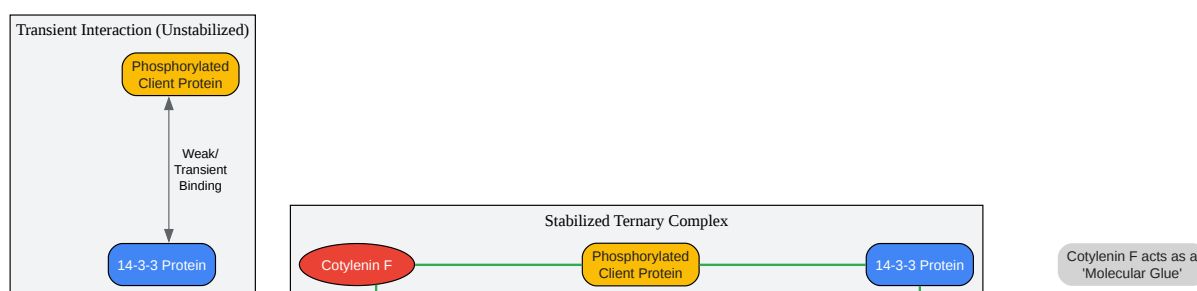 Transient Interaction (Unstabilized)
Phosphorylated
Client Protein
Weak/
Transient
Binding
14-3-3 Protein
Stabilized Ternary Complex
Cotylenin F
Phosphorylated
Client Protein
14-3-3 Protein
Cotylenin F acts as a
'Molecular Glue'